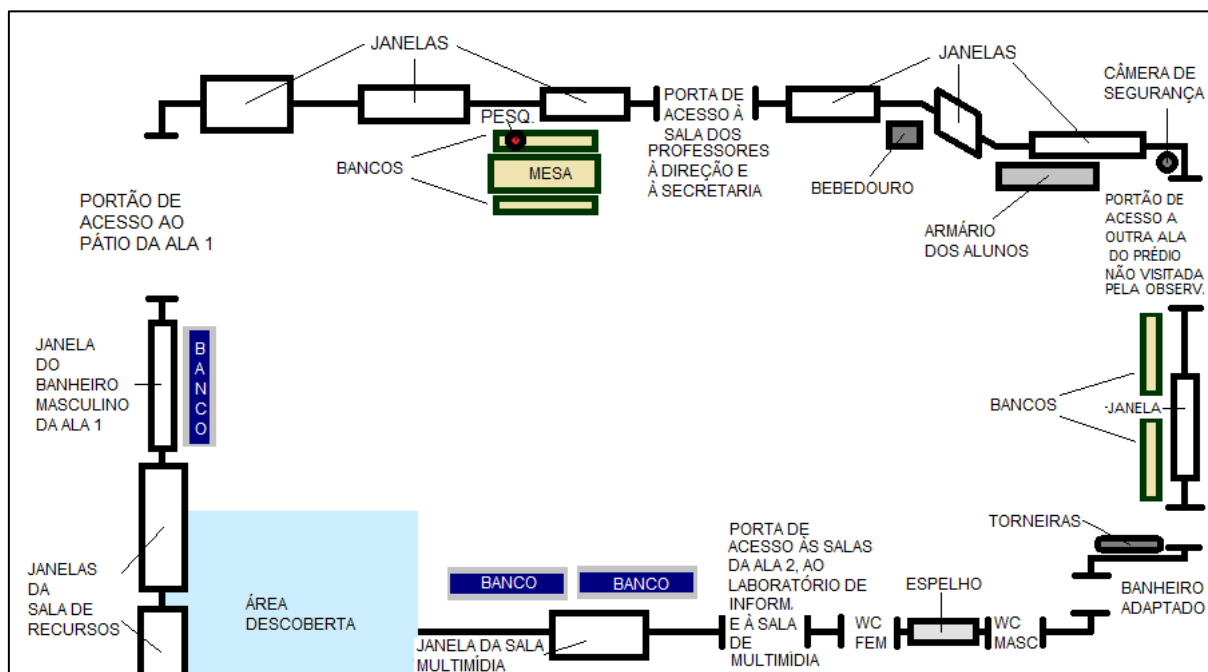 JANELAS
JANELAS
CÂMERA DE
SEGURANÇA
PESQ.
BANCOS
MESA
PORTA DE
ACESSO À
SALA DOS
PROFESSORES
À DIREÇÃO E
À SECRETARIA
BEBEDOURO
ARMÁRIO
DOS ALUNOS
PORTÃO DE
ACESSO AO
PÁTIO DA ALA 1
PORTÃO DE
ACESSO A
OUTRA ALA
DO PRÉDIO
NÃO VISITADA
PELA OBSERV.
JANELA
DO
BANHEIRO
MASCULINO
DA ALA 1
BANCO
BANCOS
JANELA
TORNEIRAS
JANELAS
DA
SALA DE
RECURSOS
ÁREA
DESCOBERTA
BANCO
BANCO
JANELA DA SALA
MULTIMÍDIA
PORTA DE
ACESSO ÀS SALAS
DA ALA 2, AO
LABORATÓRIO DE
INFORM.
E À SALA
DE
MULTIMÍDIA
WC
FEM
ESPELHO
WC
MASC
BANHEIRO
ADAPTADO